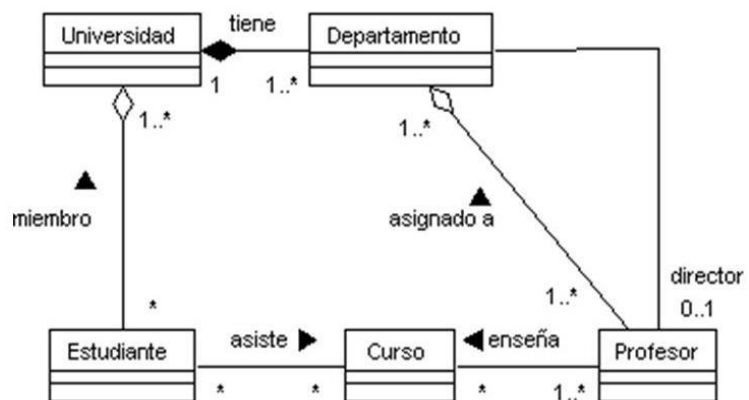 tiene
Universidad
Departamento
1
1..*
1..*
1..*
miembro
asignado a
director
*
1..*
0..1
Estudiante
asiste
Curso
enseña
Profesor
*
*
*
1..*